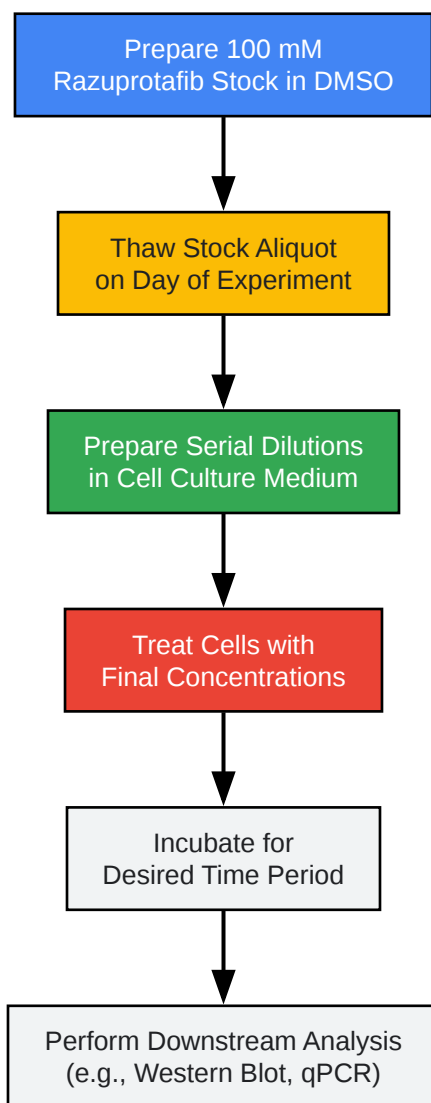 Prepare 100 mM
Razuprotafib Stock in DMSO
Thaw Stock Aliquot
on Day of Experiment
Prepare Serial Dilutions
in Cell Culture Medium
Treat Cells with
Final Concentrations
Incubate for
Desired Time Period
Perform Downstream Analysis
(e.g., Western Blot, qPCR)